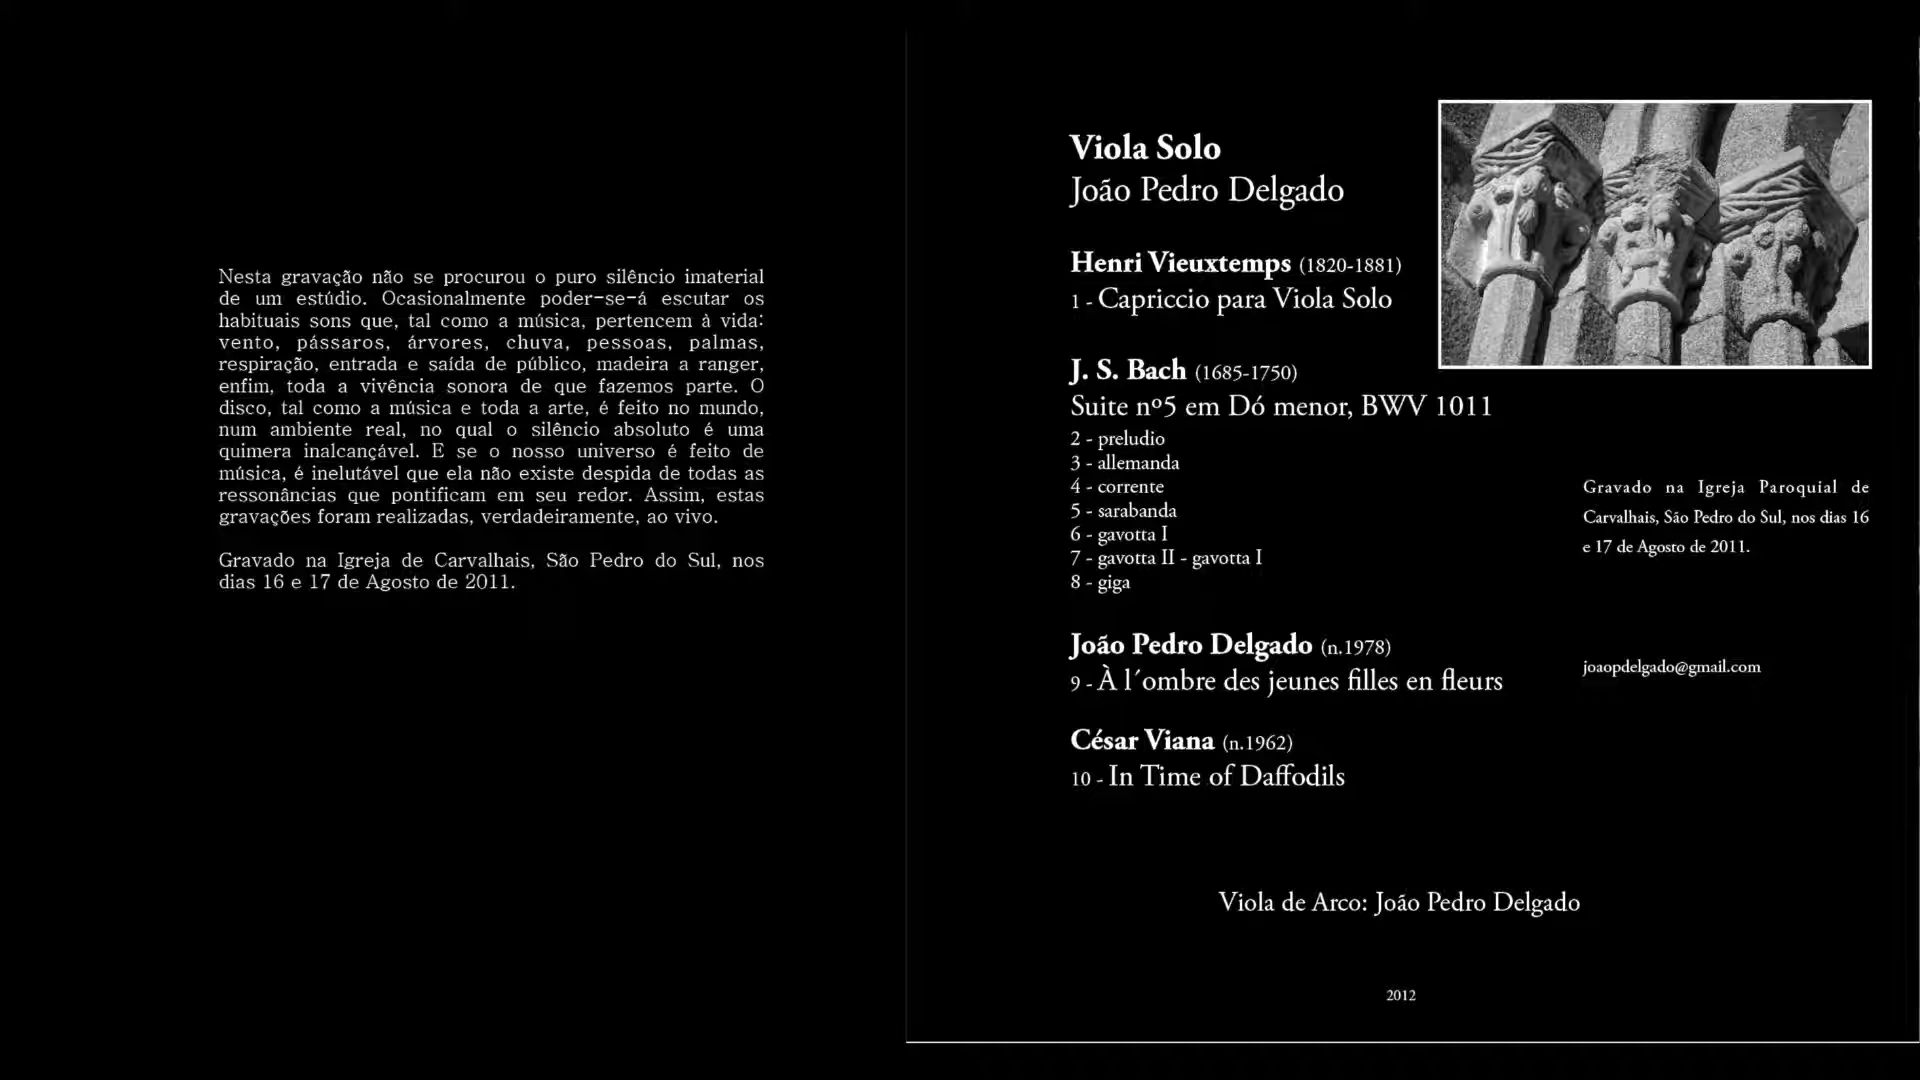 Nesta gravação não se procurou o puro silêncio imaterial
de um estúdio. Ocasionalmente poder-se-á escutar os
habituais sons que, tal como a música, pertencem à vida:
vento, pássaros, árvores, chuva, pessoas, palmas,
respiração, entrada e saída de público, madeira a ranger,
enfim, toda a vivência sonora de que fazemos parte. O
disco, tal como a música e toda a arte, é feito no mundo,
num ambiente real, no qual o silêncio absoluto é uma
quimera inalcançável. E se o nosso universo é feito de
música, é inelutável que ela não existe despida de todas as
ressonâncias que pontificam em seu redor. Assim, estas
gravações foram realizadas, verdadeiramente, ao vivo.
Gravado na Igreja de Carvalhais, São Pedro do Sul, nos
dias 16 e 17 de Agosto de 2011.
Viola Solo
João Pedro Delgado
Henri Vieuxtemps (1820-1881)
1 - Capriccio para Viola Solo
J. S. Bach (1685-1750)
Suite nº5 em Dó menor, BWV 1011
2 - preludio
3 - allemanda
4 - corrente
5 - sarabanda
6 - gavotta I
7 - gavotta II - gavotta I
8 - giga
João Pedro Delgado (n.1978)
9 - À l´ombre des jeunes filles en fleurs
César Viana (n.1962)
10 - In Time of Daffodils
Gravado na Igreja Paroquial de
Carvalhais, São Pedro do Sul, nos dias 16
e 17 de Agosto de 2011.
joaopdelgado@gmail.com
Viola de Arco: João Pedro Delgado
2012